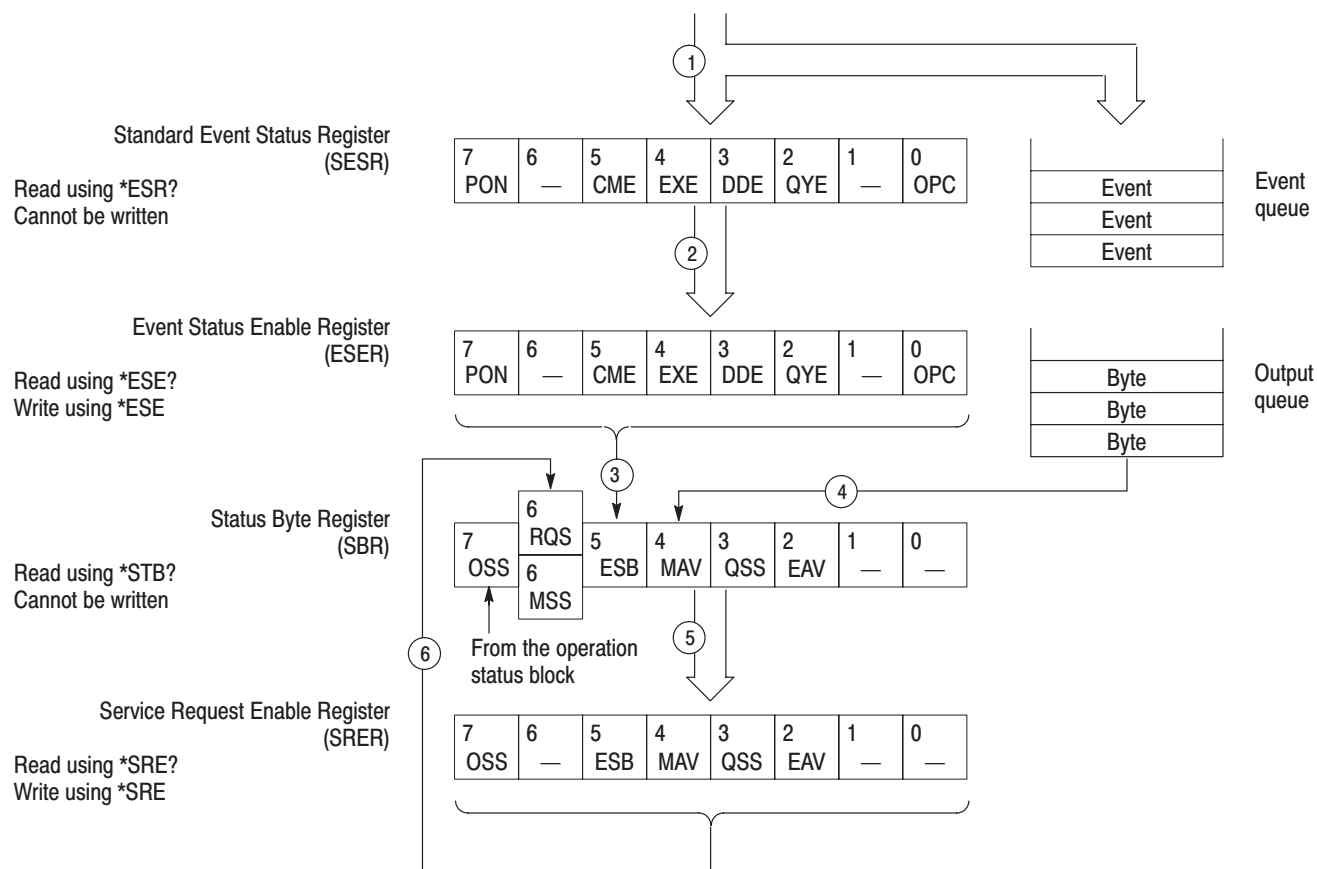 1
Standard Event Status Register
(SESR)
Read using *ESR?
Cannot be written
7 6 5 4 3 2 1 0
PON — CME EXE DDE QYE — OPC
Event
Event
Event
Event
queue
2
Event Status Enable Register
(ESER)
Read using *ESE?
Write using *ESE
7 6 5 4 3 2 1 0
PON — CME EXE DDE QYE — OPC
Byte
Byte
Byte
Output
queue
3
4
Status Byte Register
(SBR)
Read using *STB?
Cannot be written
6
RQS
7 5 4 3 2 1 0
OSS ESB MAV QSS EAV — —
6
MSS
From the operation
status block
5
6
Service Request Enable Register
(SRER)
Read using *SRE?
Write using *SRE
7 6 5 4 3 2 1 0
OSS — ESB MAV QSS EAV — —